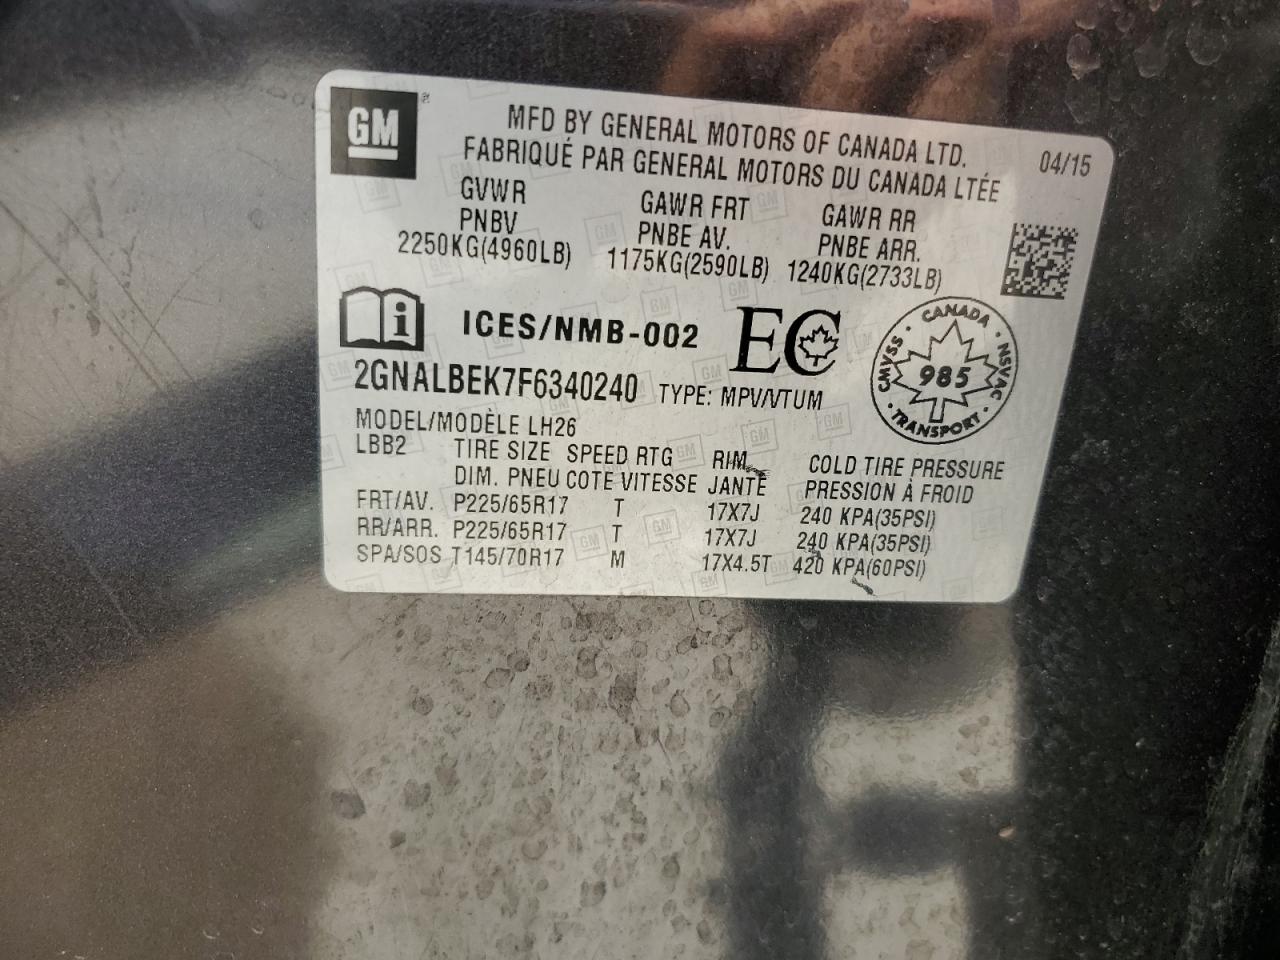 GM
MFD BY GENERAL MOTORS OF CANADA LTD.
FABRIQUÉ PAR GENERAL MOTORS DU CANADA LTÉE
04/15
GVWR GAWR FRT GAWR RR
PNBV PNBE AV. PNBE ARR.
2250KG(4960LB) 1175KG(2590LB) 1240KG(2733LB)
ICES/NMB-002 EC
CANADA
CMVSS 985 NSVAC
TRANSPORT
2GNALBEK7F6340240 TYPE: MPV/VTUM
MODEL/MODÈLE LH26
LBB2 TIRE SIZE SPEED RTG RIM COLD TIRE PRESSURE
DIM. PNEU COTE VITESSE JANTE PRESSION À FROID
FRT/AV. P225/65R17 T 17X7J 240 KPA(35PSI)
RR/ARR. P225/65R17 T 17X7J 240 KPA(35PSI)
SPA/SOS T145/70R17 M 17X4.5T 420 KPA(60PSI)